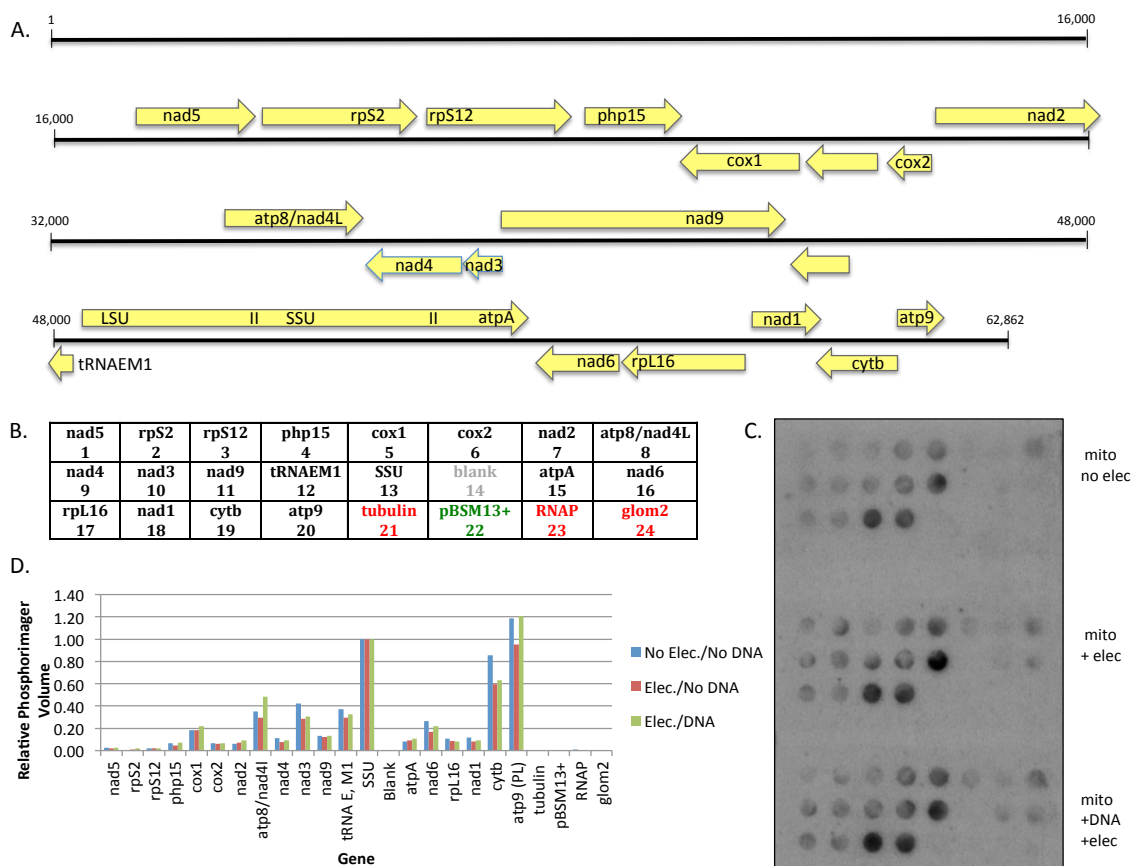 A.
1 16,000
16,000 nad5 rpS2 rpS12 php15 nad2
cox1 cox2
32,000 atp8/nad4L nad9 48,000
nad4 nad3
48,000 LSU II SSU II atpA nad1 atp9 62,862
tRNAEM1 nad6 rpL16 cytb
B.
nad5 rpS2 rpS12 php15 cox1 cox2 nad2 atp8/nad4L
1 2 3 4 5 6 7 8
nad4 nad3 nad9 tRNAEM1 SSU blank atpA nad6
9 10 11 12 13 14 15 16
rpL16 nad1 cytb atp9 tubulin pBSM13+ RNAP glom2
17 18 19 20 21 22 23 24
C.
mito
no elec
mito
+ elec
mito
+DNA
+elec
D.
Relative Phosphorimager
Volume
1.40
1.20
1.00
0.80
0.60
0.40
0.20
0.00
nad5
rpS2
rpS12
php15
cox1
cox2
nad2
atp8/nad4l
nad4
nad3
nad9
tRNA E, M1
SSU
Blank
atpA
nad6
rpL16
nad1
cytb
atp9 (PL)
tubulin
pBSM13+
RNAP
glom2
Gene
No Elec./No DNA
Elec./No DNA
Elec./DNA